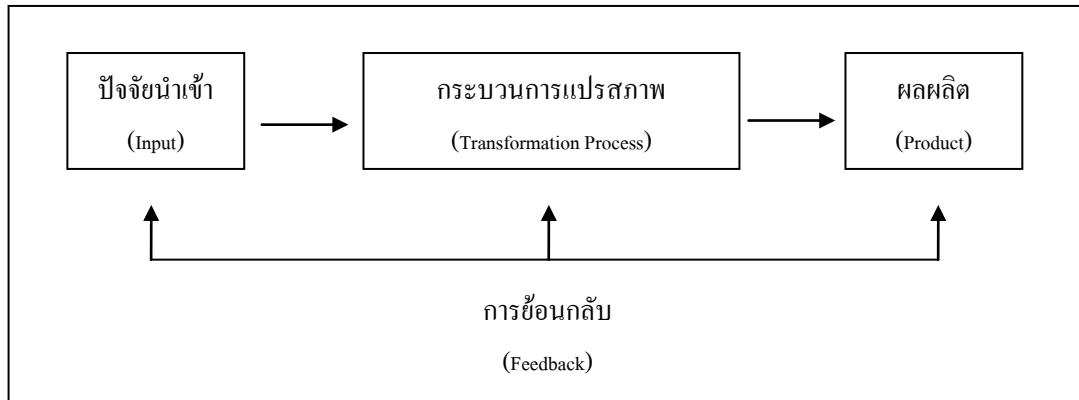 ปัจจัยนำเข้า
(Input)
กระบวนการแปรสภาพ
(Transformation Process)
ผลผลิต
(Product)
การย้อนกลับ
(Feedback)